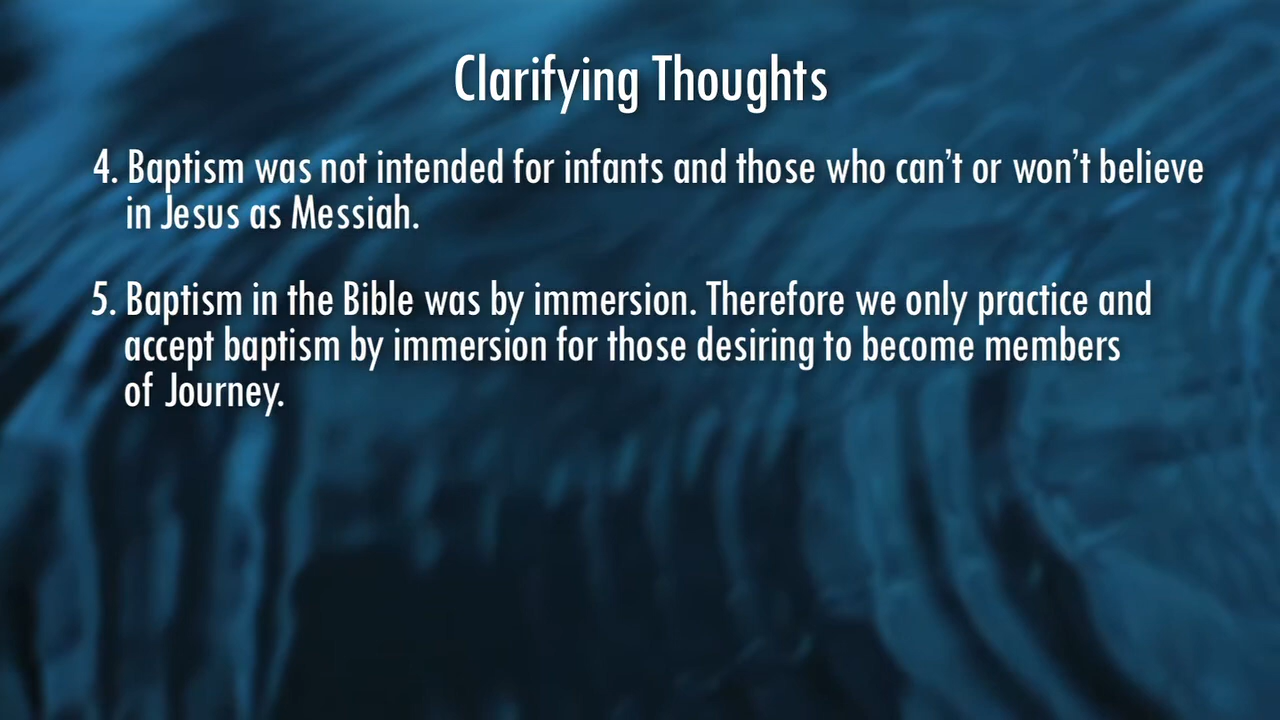 Clarifying Thoughts
4. Baptism was not intended for infants and those who can’t or won’t believe
in Jesus as Messiah.
5. Baptism in the Bible was by immersion. Therefore we only practice and
accept baptism by immersion for those desiring to become members
of Journey.